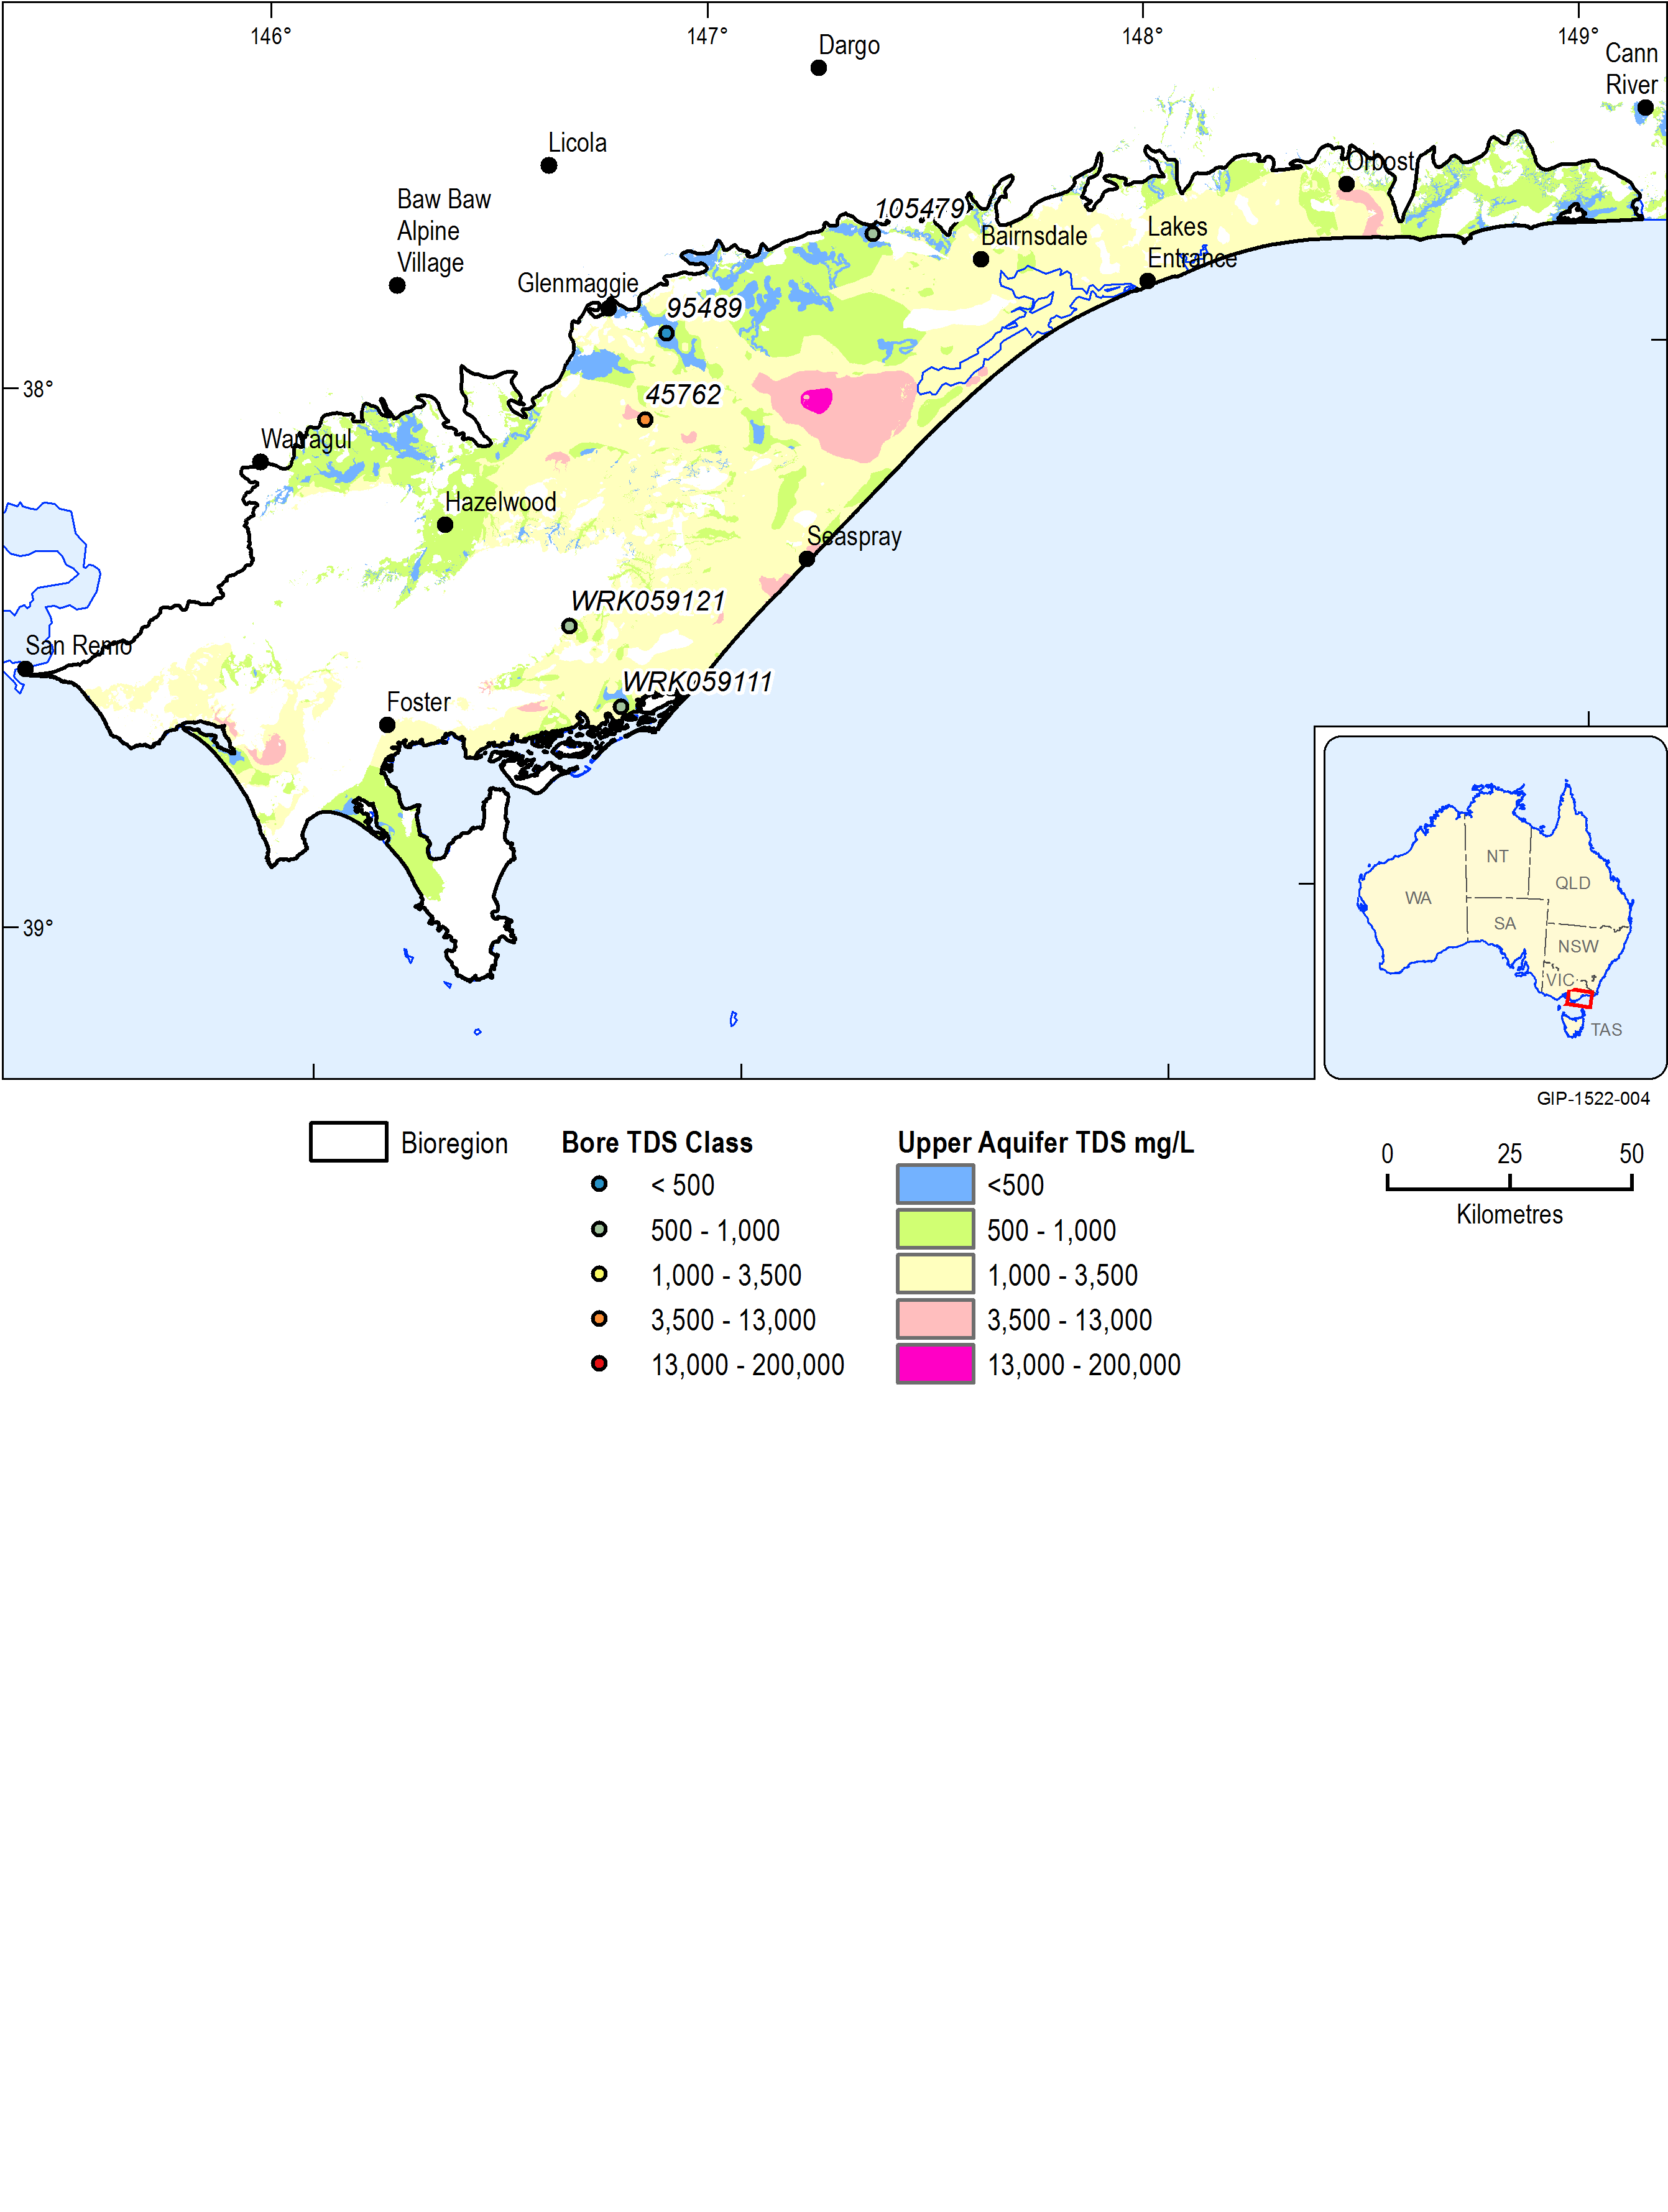 146°
147°
148°
149°
Dargo
Cann
River
Licola
Orbost
Baw Baw
Alpine
Village
105479
Bairnsdale
Lakes
Entrance
Glenmaggie
95489
38°
45762
Warragul
Hazelwood
Seaspray
WRK059121
San Remo
WRK059111
Foster
39°
NT
QLD
WA
SA
NSW
VIC
TAS
GIP-1522-004
Bioregion
Bore TDS Class
< 500
500 - 1,000
1,000 - 3,500
3,500 - 13,000
13,000 - 200,000
Upper Aquifer TDS mg/L
<500
500 - 1,000
1,000 - 3,500
3,500 - 13,000
13,000 - 200,000
0 25 50
Kilometres